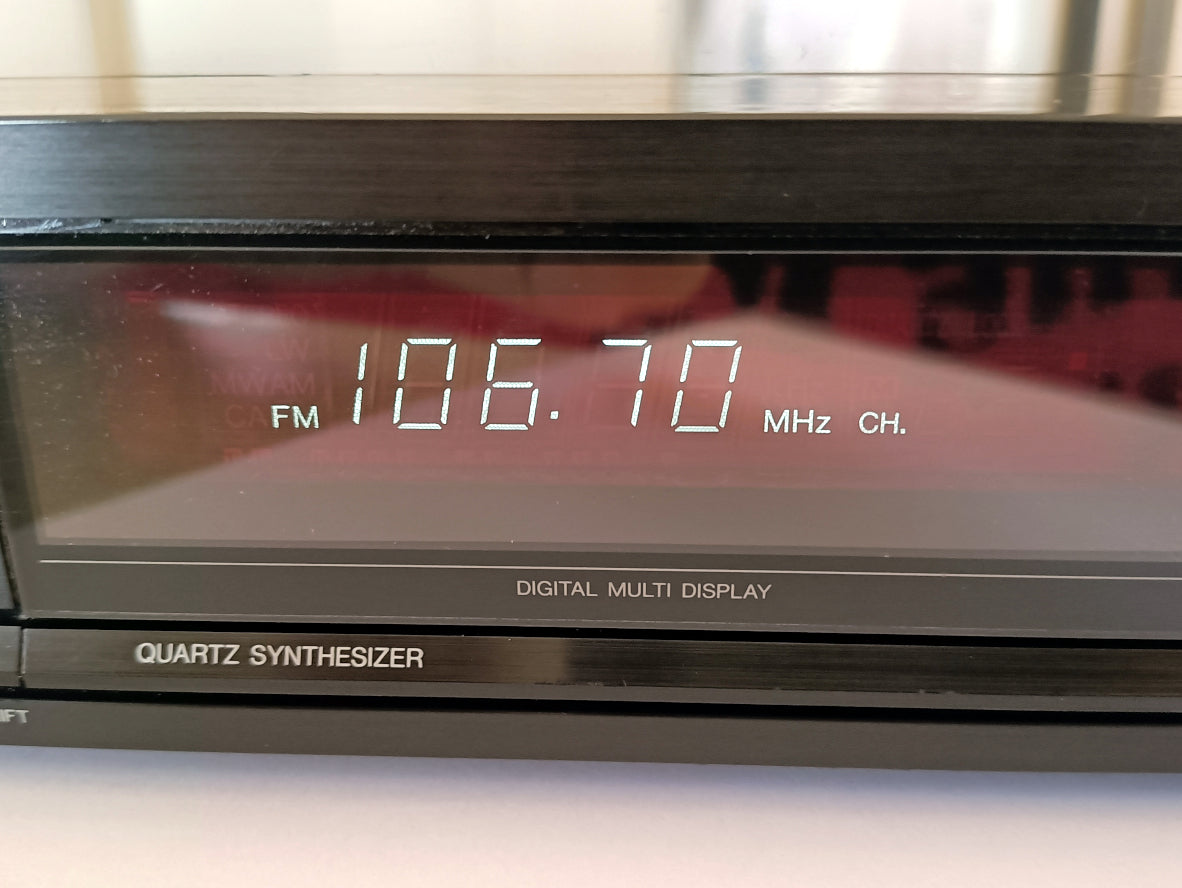 FM 106.70 MHz CH.
DIGITAL MULTI DISPLAY
QUARTZ SYNTHESIZER